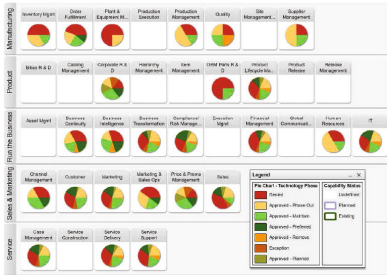 Manufacturing
Inventory Mgmt
Order
Fulfillment
Plant &
Equipment M...
Production
Execution
Production
Management
Quality
Site
Management...
Supplier
Management
Product
Catalog
Management
Corporate R &
D
Hierarchy
Management
Item
Management
OEM Parts R &
D
Product
Lifecycle Ma...
Product
Release
Release
Management
Run the Business
Asset Mgmt
Business
Continuity
Business
Intelligence
Business
Transformation
Compliance/
Risk Manage...
Execution
Mgmt
Financial
Management
Global
Communicati...
Human
Resources
IT
Sales & Marketing
Channel
Management
Customer
Marketing
Marketing &
Sales Ops
Price & Promo
Management
Sales
Service
Case
Management
Service
Construction
Service
Delivery
Service
Support
Legend
Pie Chart - Technology Phase
Denied
Approved - Phase Out
Approved - Maintain
Approved - Preferred
Approved - Remove
Exception
Approved - Planned
Capability Status
Undefined
Planned
Existing